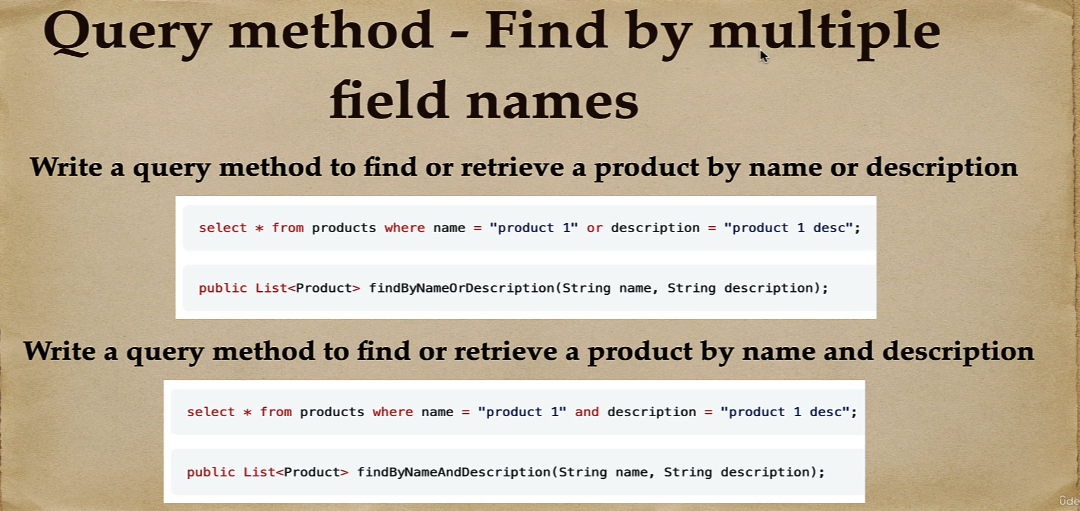 Query method - Find by multiple
field names
Write a query method to find or retrieve a product by name or description
select * from products where name = "product 1" or description = "product 1 desc";
public List<Product> findByNameOrDescription(String name, String description);
Write a query method to find or retrieve a product by name and description
select * from products where name = "product 1" and description = "product 1 desc";
public List<Product> findByNameAndDescription(String name, String description);